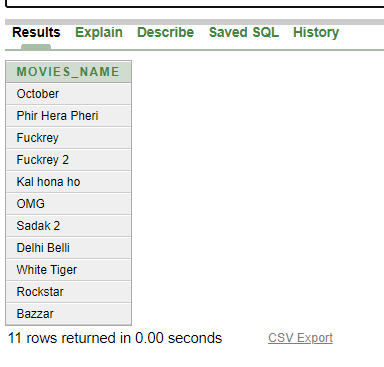 Results Explain Describe Saved SQL History
MOVIES_NAME
October
Phir Hera Pheri
Fuckrey
Fuckrey 2
Kal hona ho
OMG
Sadak 2
Delhi Belli
White Tiger
Rockstar
Bazzar
11 rows returned in 0.00 seconds CSV Export